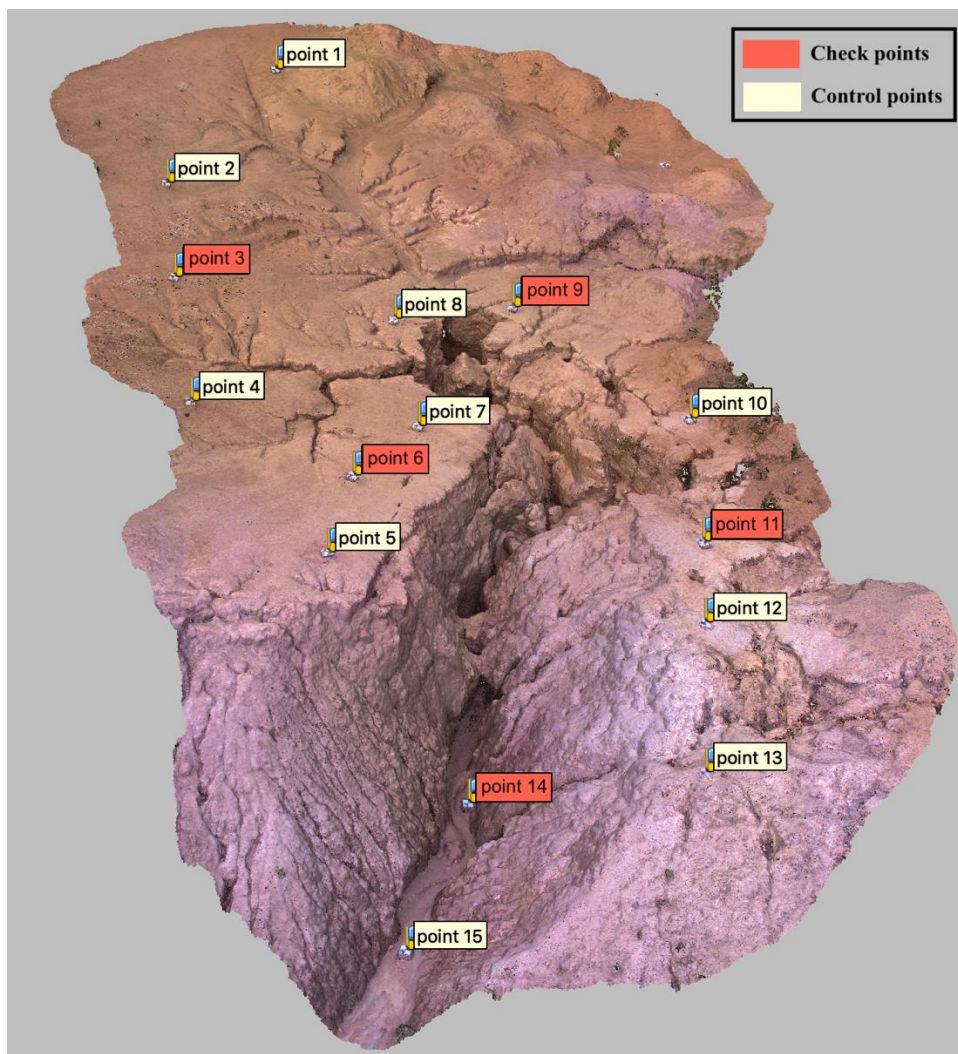 point 1
Check points
Control points
point 2
point 3
point 9
point 8
point 4
point 10
point 7
point 6
point 11
point 5
point 12
point 13
point 14
point 15